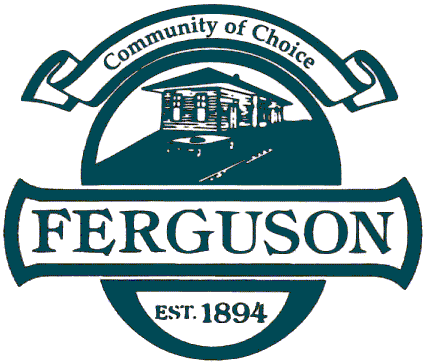 Community of Choice
FERGUSON
EST. 1894